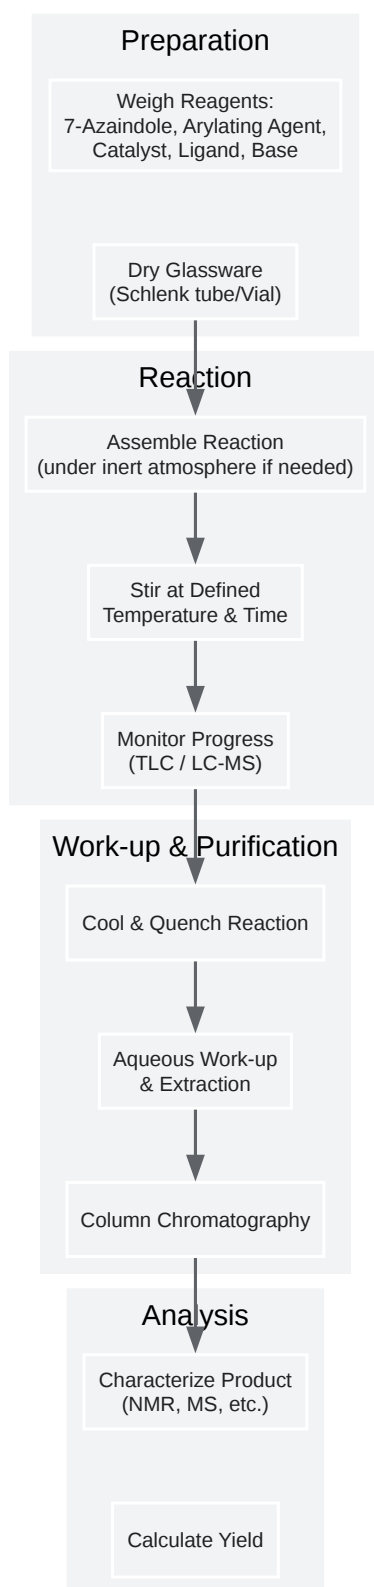 Preparation
Weigh Reagents:
7-Azaindole, Arylating Agent,
Catalyst, Ligand, Base
Dry Glassware
(Schlenk tube/Vial)
Reaction
Assemble Reaction
(under inert atmosphere if needed)
Stir at Defined
Temperature & Time
Monitor Progress
(TLC / LC-MS)
Work-up & Purification
Cool & Quench Reaction
Aqueous Work-up
& Extraction
Column Chromatography
Analysis
Characterize Product
(NMR, MS, etc.)
Calculate Yield